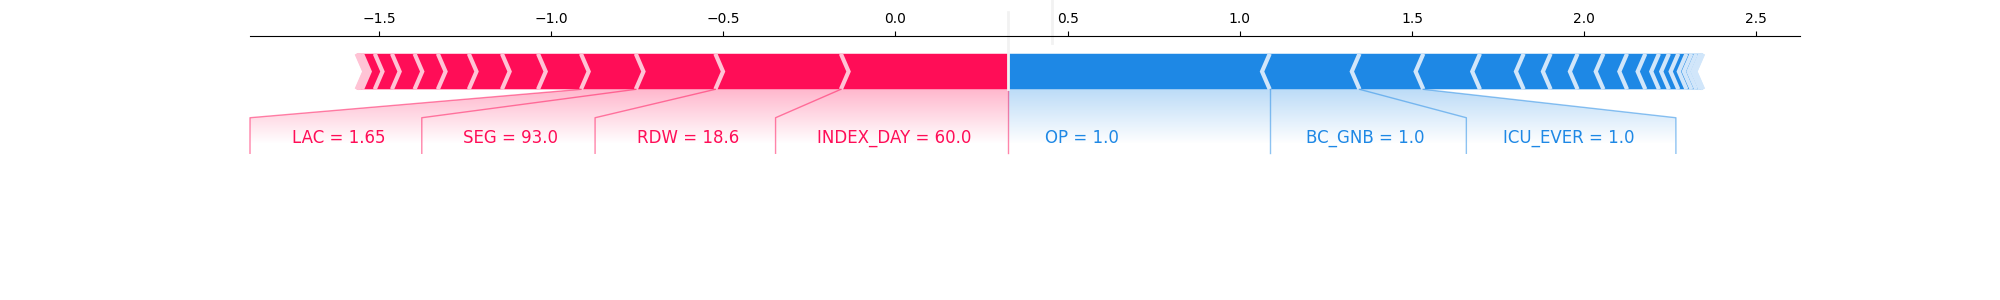 −1.5 −1.0 −0.5 0.0 0.5 1.0 1.5 2.0 2.5
LAC = 1.65 SEG = 93.0 RDW = 18.6 INDEX_DAY = 60.0 OP = 1.0 BC_GNB = 1.0 ICU_EVER = 1.0